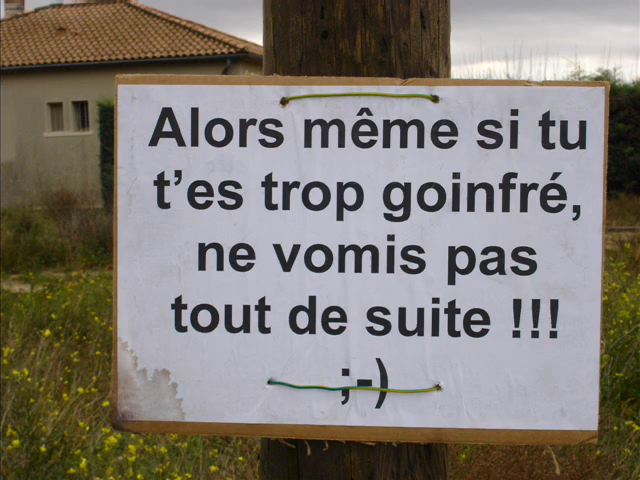 Alors même si tu
t'es trop goinfré,
ne vomis pas
tout de suite !!!
;-)